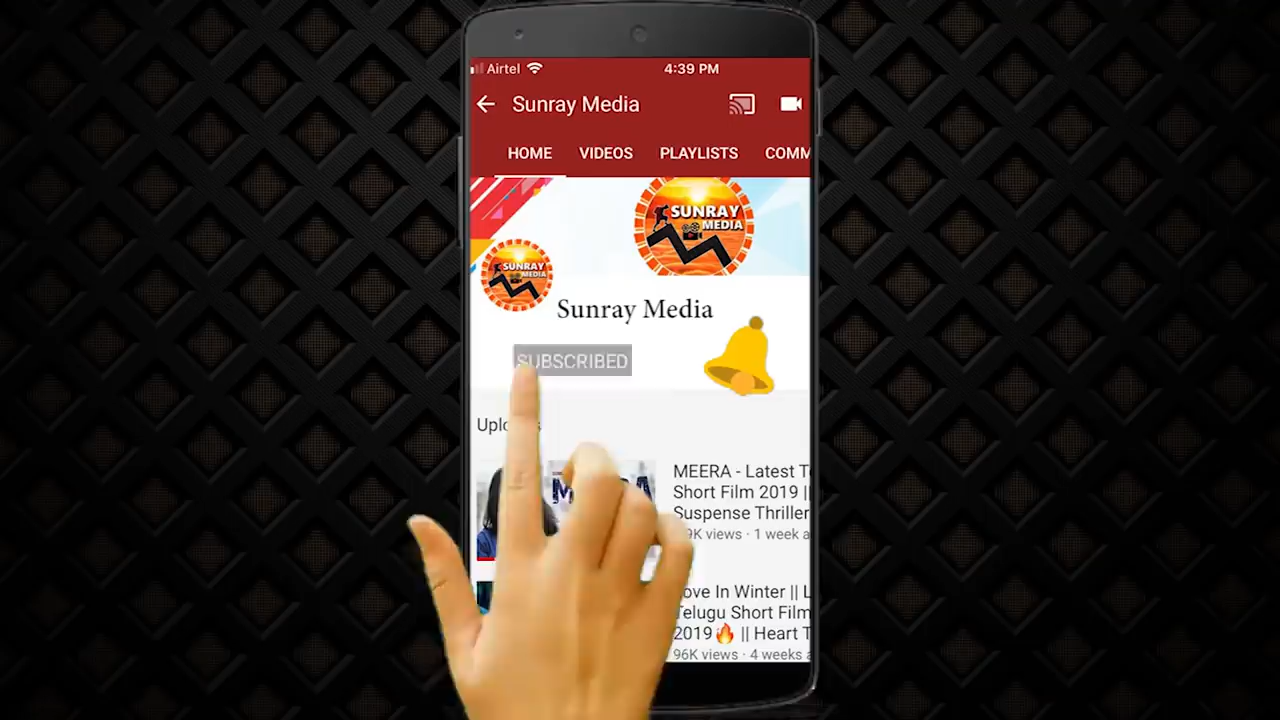 Airtel 4:39 PM
Sunray Media
HOME VIDEOS PLAYLISTS COMM
SUNRAY
MEDIA
SUNRAY
MEDIA
Sunray Media
SUBSCRIBED
MEERA - Latest T
Short Film 2019 ||
Suspense Thriller
9K views · 1 week a
ove In Winter || L
Telugu Short Film
2019🔥 || Heart T
96K views · 4 weeks a